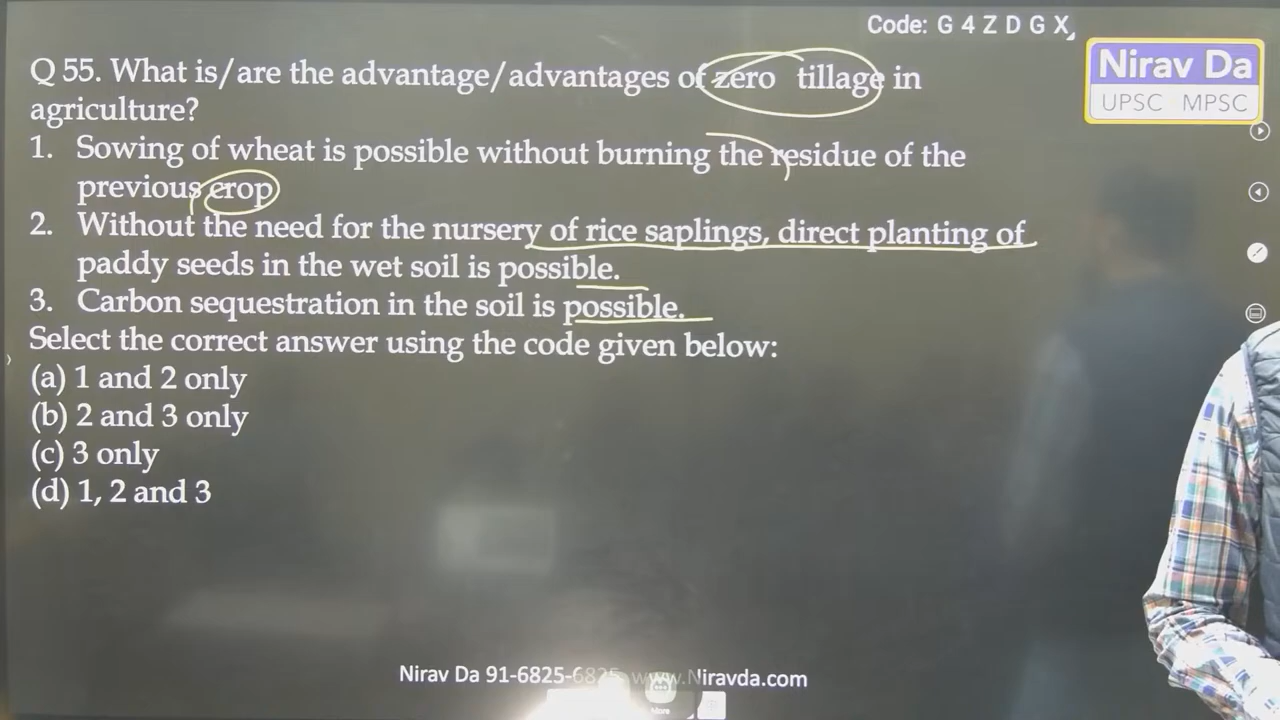 Code: G 4 Z D G X
Nirav Da
UPSC MPSC
Q 55. What is/are the advantage/advantages of zero tillage in
agriculture?
1. Sowing of wheat is possible without burning the residue of the
previous crop
2. Without the need for the nursery of rice saplings, direct planting of
paddy seeds in the wet soil is possible.
3. Carbon sequestration in the soil is possible.
Select the correct answer using the code given below:
(a) 1 and 2 only
(b) 2 and 3 only
(c) 3 only
(d) 1, 2 and 3
Nirav Da 91-6825-6825 www.Niravda.com
More